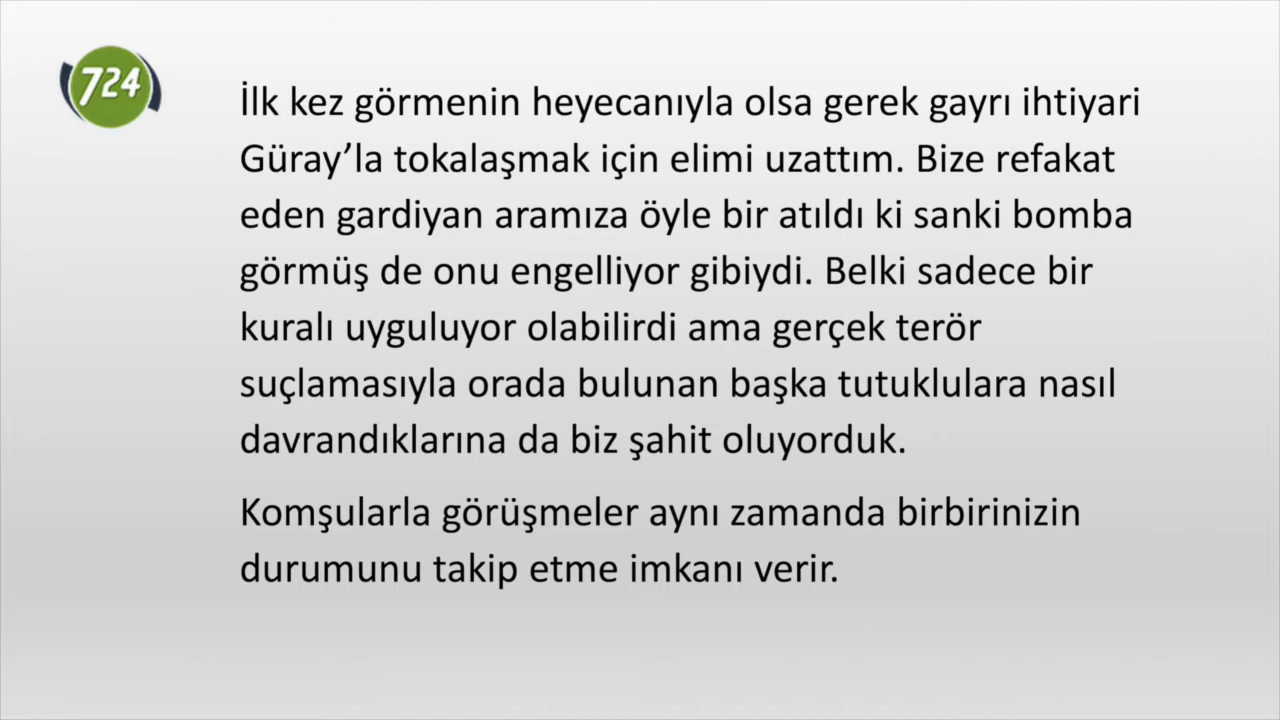 724
İlk kez görmenin heyecanıyla olsa gerek gayrı ihtiyari
Güray’la tokalaşmak için elimi uzattım. Bize refakat
eden gardiyan aramıza öyle bir atıldı ki sanki bomba
görmüş de onu engelliyor gibiydi. Belki sadece bir
kuralı uyguluyor olabilirdi ama gerçek terör
suçlamasıyla orada bulunan başka tutuklulara nasıl
davrandıklarına da biz şahit oluyorduk.
Komşularla görüşmeler aynı zamanda birbirinizin
durumunu takip etme imkanı verir.